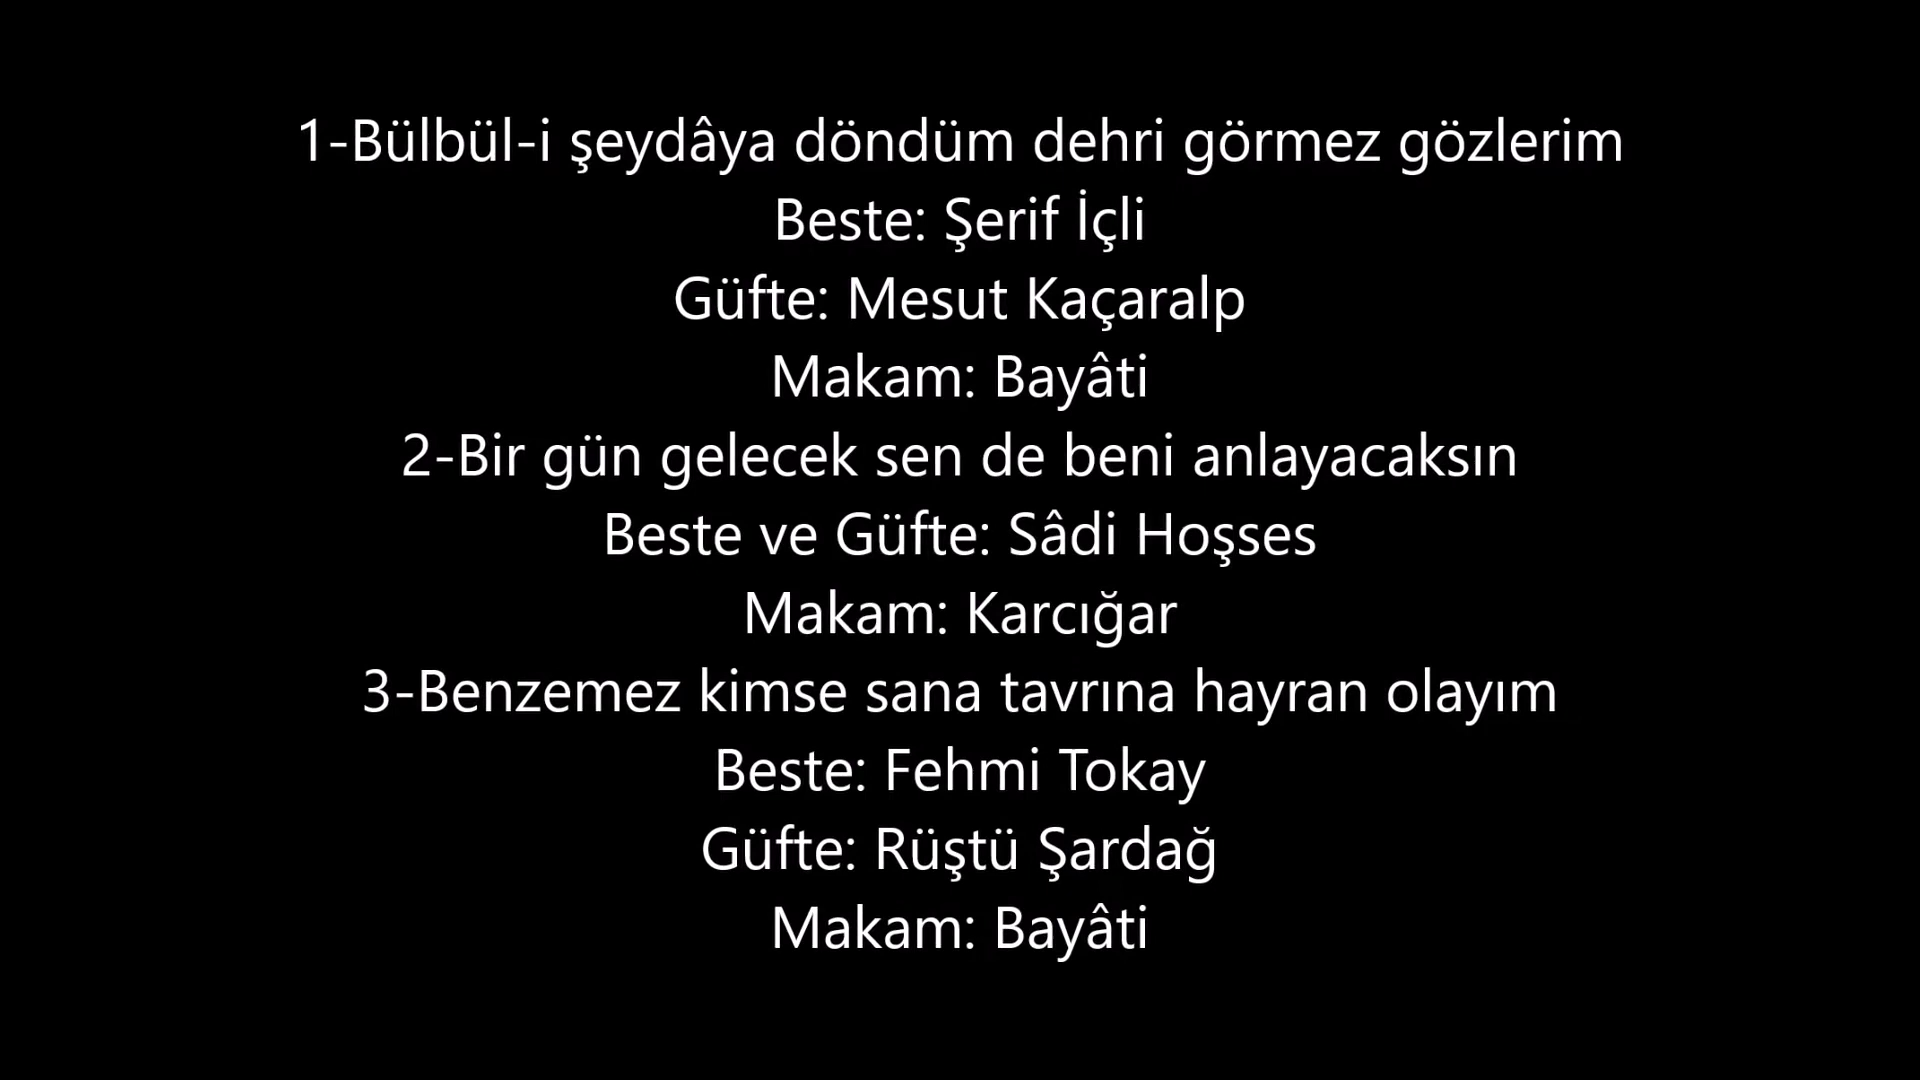 1-Bülbül-i şeydâya döndüm dehri görmez gözlerim
Beste: Şerif İçli
Güfte: Mesut Kaçaralp
Makam: Bayâti
2-Bir gün gelecek sen de beni anlayacaksın
Beste ve Güfte: Sâdi Hoşses
Makam: Karcığar
3-Benzemez kimse sana tavrına hayran olayım
Beste: Fehmi Tokay
Güfte: Rüştü Şardağ
Makam: Bayâti